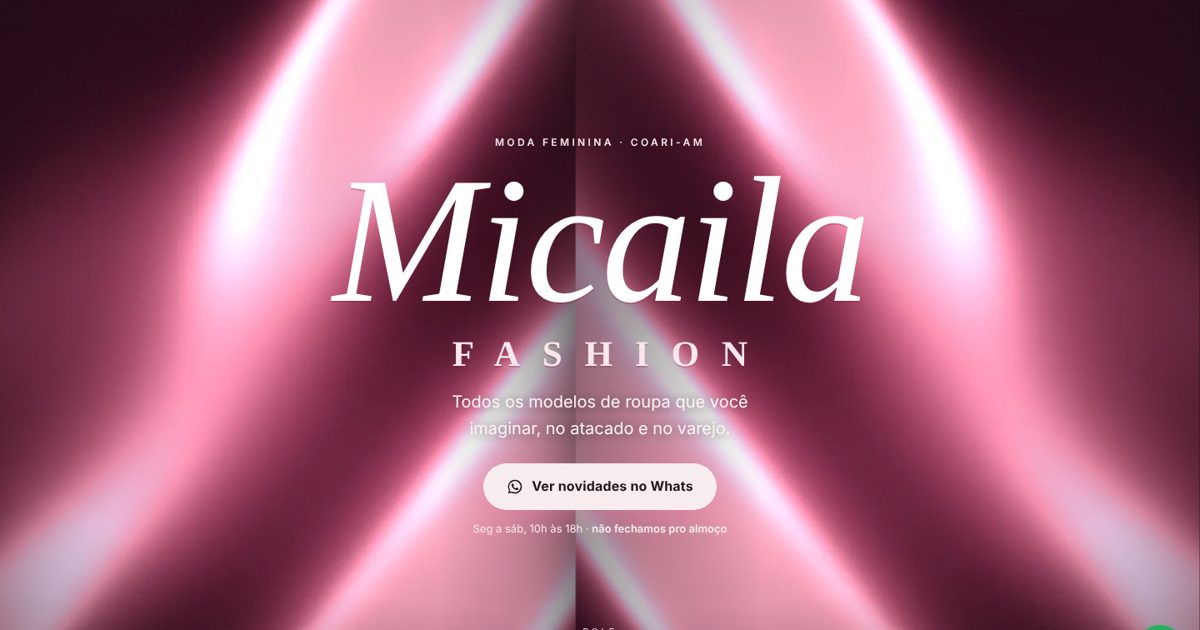 MODA FEMININA · COARI-AM
Micaila
FASHION
Todos os modelos de roupa que você
imaginar, no atacado e no varejo.
Ver novidades no Whats
Seg a sáb, 10h às 18h · não fechamos pro almoço